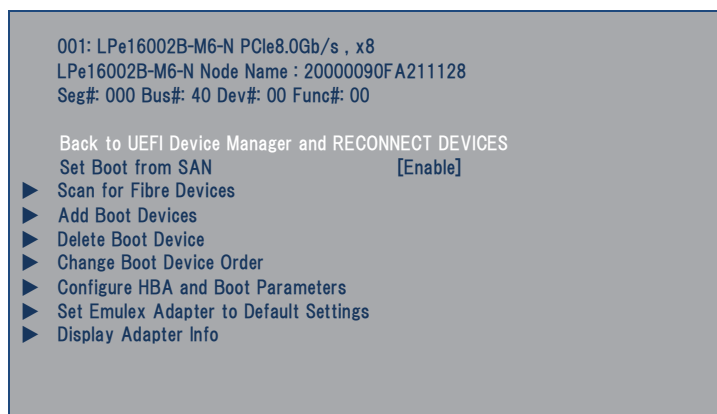 001: LPe16002B-M6-N PCIe8.0Gb/s , x8
LPe16002B-M6-N Node Name : 20000090FA211128
Seg#: 000 Bus#: 40 Dev#: 00 Func#: 00
Back to UEFI Device Manager and RECONNECT DEVICES
Set Boot from SAN [Enable]
▶ Scan for Fibre Devices
▶ Add Boot Devices
▶ Delete Boot Device
▶ Change Boot Device Order
▶ Configure HBA and Boot Parameters
▶ Set Emulex Adapter to Default Settings
▶ Display Adapter Info